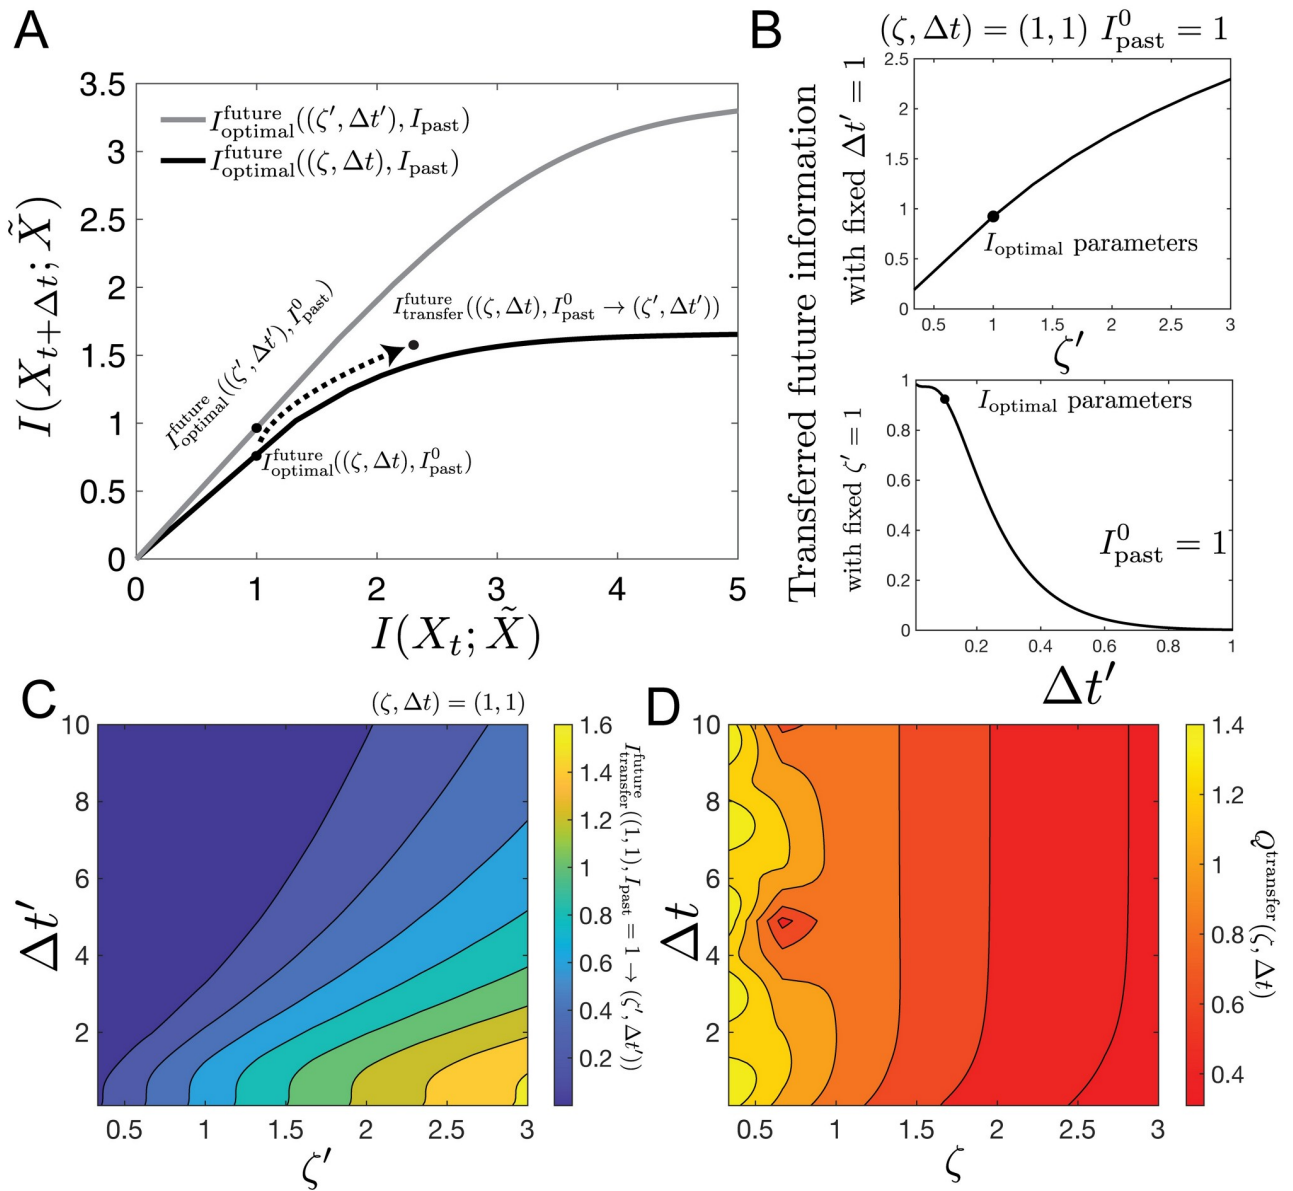 A
I^future_optimal((ζ′, Δt′), I_past)
I^future_optimal((ζ, Δt), I_past)
I^future_optimal((ζ′, Δt′), I^0_past)
I^future_transfer((ζ, Δt), I^0_past → (ζ′, Δt′))
I^future_optimal((ζ, Δt), I^0_past)
3.5
3
2.5
2
1.5
1
0.5
0
0 1 2 3 4 5
I(X_{t+Δt}; X̃)
I(X_t; X̃)
B
(ζ, Δt) = (1, 1) I^0_past = 1
Transferred future information
with fixed Δt′ = 1
2.5
2
1.5
1
0.5
0
I_optimal parameters
0.5 1 1.5 2 2.5 3
ζ′
with fixed ζ′ = 1
1
0.8
0.6
0.4
0.2
0
I_optimal parameters
I^0_past = 1
0.2 0.4 0.6 0.8 1
Δt′
C
(ζ, Δt) = (1, 1)
10
8
6
4
2
Δt′
0.5 1 1.5 2 2.5 3
ζ′
1.6
1.4
1.2
1
0.8
0.6
0.4
0.2
I^future_transfer((1, 1), I_past = 1 → (ζ′, Δt′))
D
10
8
6
4
2
Δt
0.5 1 1.5 2 2.5 3
ζ
1.4
1.2
1
0.8
0.6
0.4
Q^transfer(ζ, Δt)